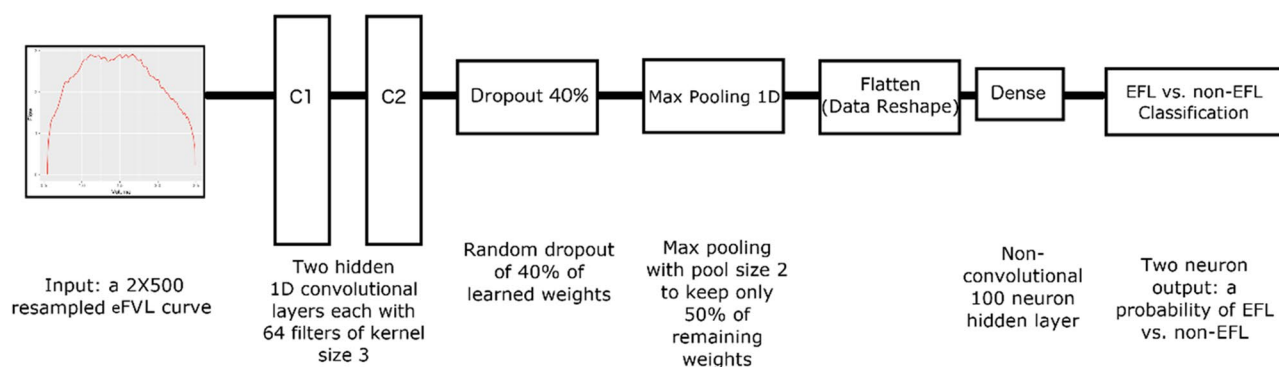 C1
C2
Dropout 40%
Max Pooling 1D
Flatten
(Data Reshape)
Dense
EFL vs. non-EFL
Classification
Flow
Volume
Input: a 2X500
resampled eFVL curve
Two hidden
1D convolutional
layers each with
64 filters of kernel
size 3
Random dropout
of 40% of
learned weights
Max pooling
with pool size 2
to keep only
50% of
remaining
weights
Non-
convolutional
100 neuron
hidden layer
Two neuron
output: a
probability of EFL
vs. non-EFL